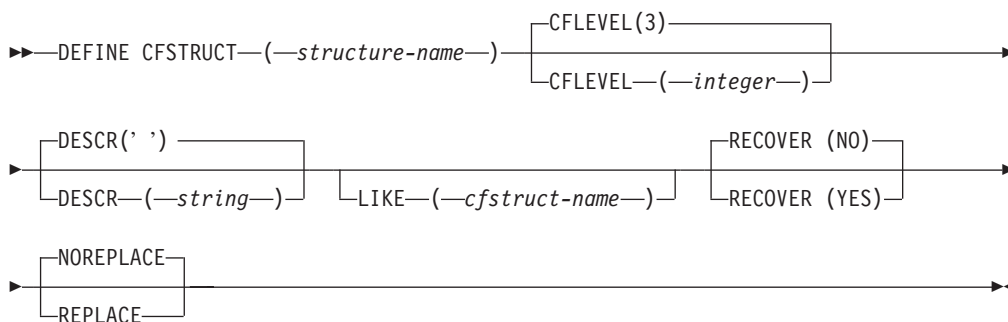 CFLEVEL(3)
DEFINE CFSTRUCT ( structure-name )
CFLEVEL ( integer )
DESCR(’ ’) RECOVER (NO)
DESCR ( string ) LIKE ( cfstruct-name ) RECOVER (YES)
NOREPLACE
REPLACE